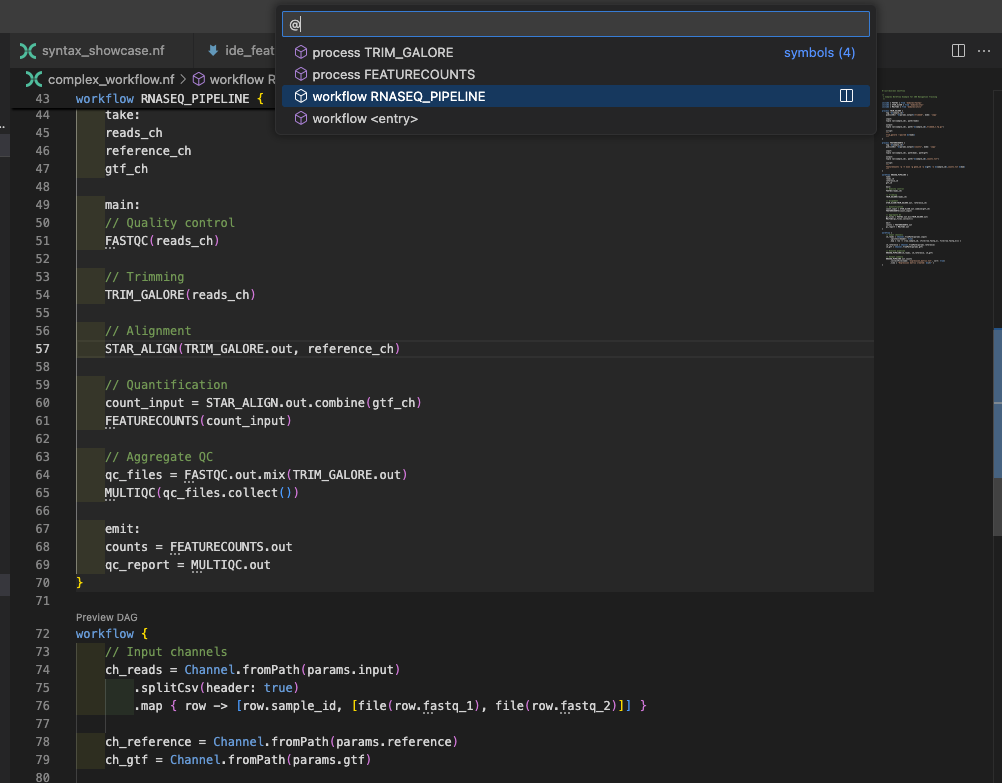 @
process TRIM_GALORE symbols (4)
process FEATURECOUNTS
workflow RNASEQ_PIPELINE
workflow <entry>
syntax_showcase.nf ide_feat
complex_workflow.nf > workflow R
43 workflow RNASEQ_PIPELINE {
44 take:
45 reads_ch
46 reference_ch
47 gtf_ch
48
49 main:
50 // Quality control
51 FASTQC(reads_ch)
52
53 // Trimming
54 TRIM_GALORE(reads_ch)
55
56 // Alignment
57 STAR_ALIGN(TRIM_GALORE.out, reference_ch)
58
59 // Quantification
60 count_input = STAR_ALIGN.out.combine(gtf_ch)
61 FEATURECOUNTS(count_input)
62
63 // Aggregate QC
64 qc_files = FASTQC.out.mix(TRIM_GALORE.out)
65 MULTIQC(qc_files.collect())
66
67 emit:
68 counts = FEATURECOUNTS.out
69 qc_report = MULTIQC.out
70 }
71
Preview DAG
72 workflow {
73 // Input channels
74 ch_reads = Channel.fromPath(params.input)
75 .splitCsv(header: true)
76 .map { row -> [row.sample_id, [file(row.fastq_1), file(row.fastq_2)]] }
77
78 ch_reference = Channel.fromPath(params.reference)
79 ch_gtf = Channel.fromPath(params.gtf)
80